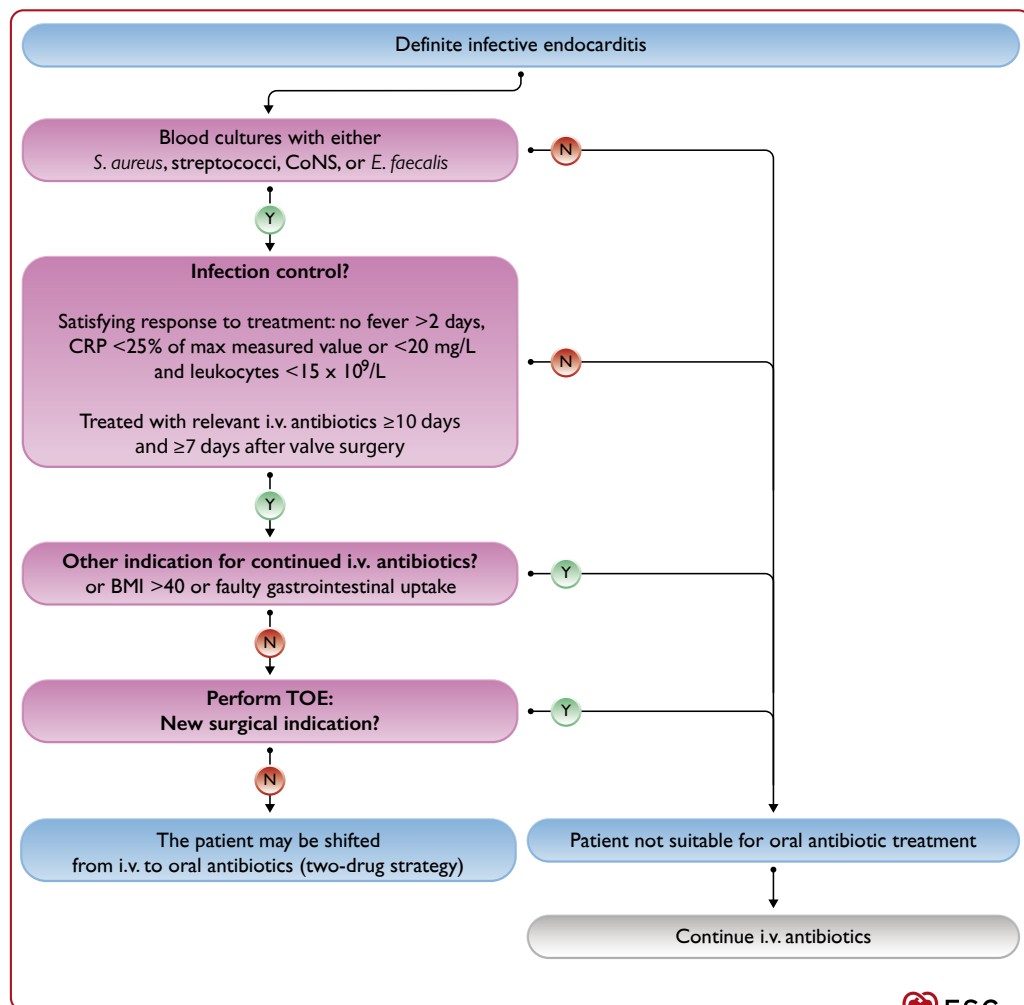 Definite infective endocarditis
Blood cultures with either
S. aureus, streptococci, CoNS, or E. faecalis
N
Y
Infection control?
Satisfying response to treatment: no fever >2 days,
CRP <25% of max measured value or <20 mg/L
and leukocytes <15 x 10⁹/L
Treated with relevant i.v. antibiotics ≥10 days
and ≥7 days after valve surgery
N
Y
Other indication for continued i.v. antibiotics?
or BMI >40 or faulty gastrointestinal uptake
Y
N
Perform TOE:
New surgical indication?
Y
N
The patient may be shifted
from i.v. to oral antibiotics (two-drug strategy)
Patient not suitable for oral antibiotic treatment
Continue i.v. antibiotics
ESC